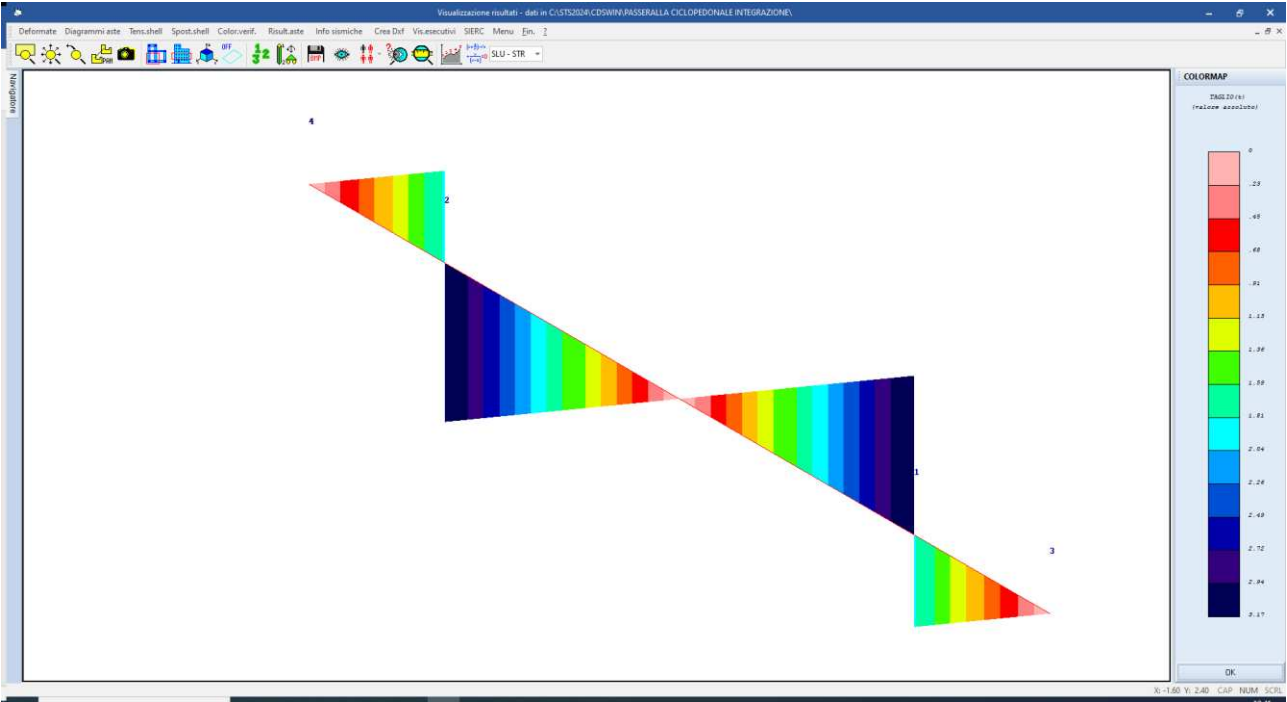 Visualizzazione risultati - dati in C:\STS2024\CDSWIN\PASSERALLA CICLOPEDONALE INTEGRAZIONE\
Deformate Diagrammi aste Tens.shell Spost.shell Color.verif. Risult.aste Info sismiche Crea Dxf Vis.esecutivi SIERC Menu Fin. ?
OFF
SLU - STR
Navigatore
COLORMAP
TAGLIO(t)
(valore assoluto)
4
0
.23
2
.45
.68
.91
1.13
1.36
1.59
1.81
1
2.04
2.26
2.49
3
2.72
2.94
3.17
OK
X: -1.60 Y: 2.40 CAP NUM SCRL